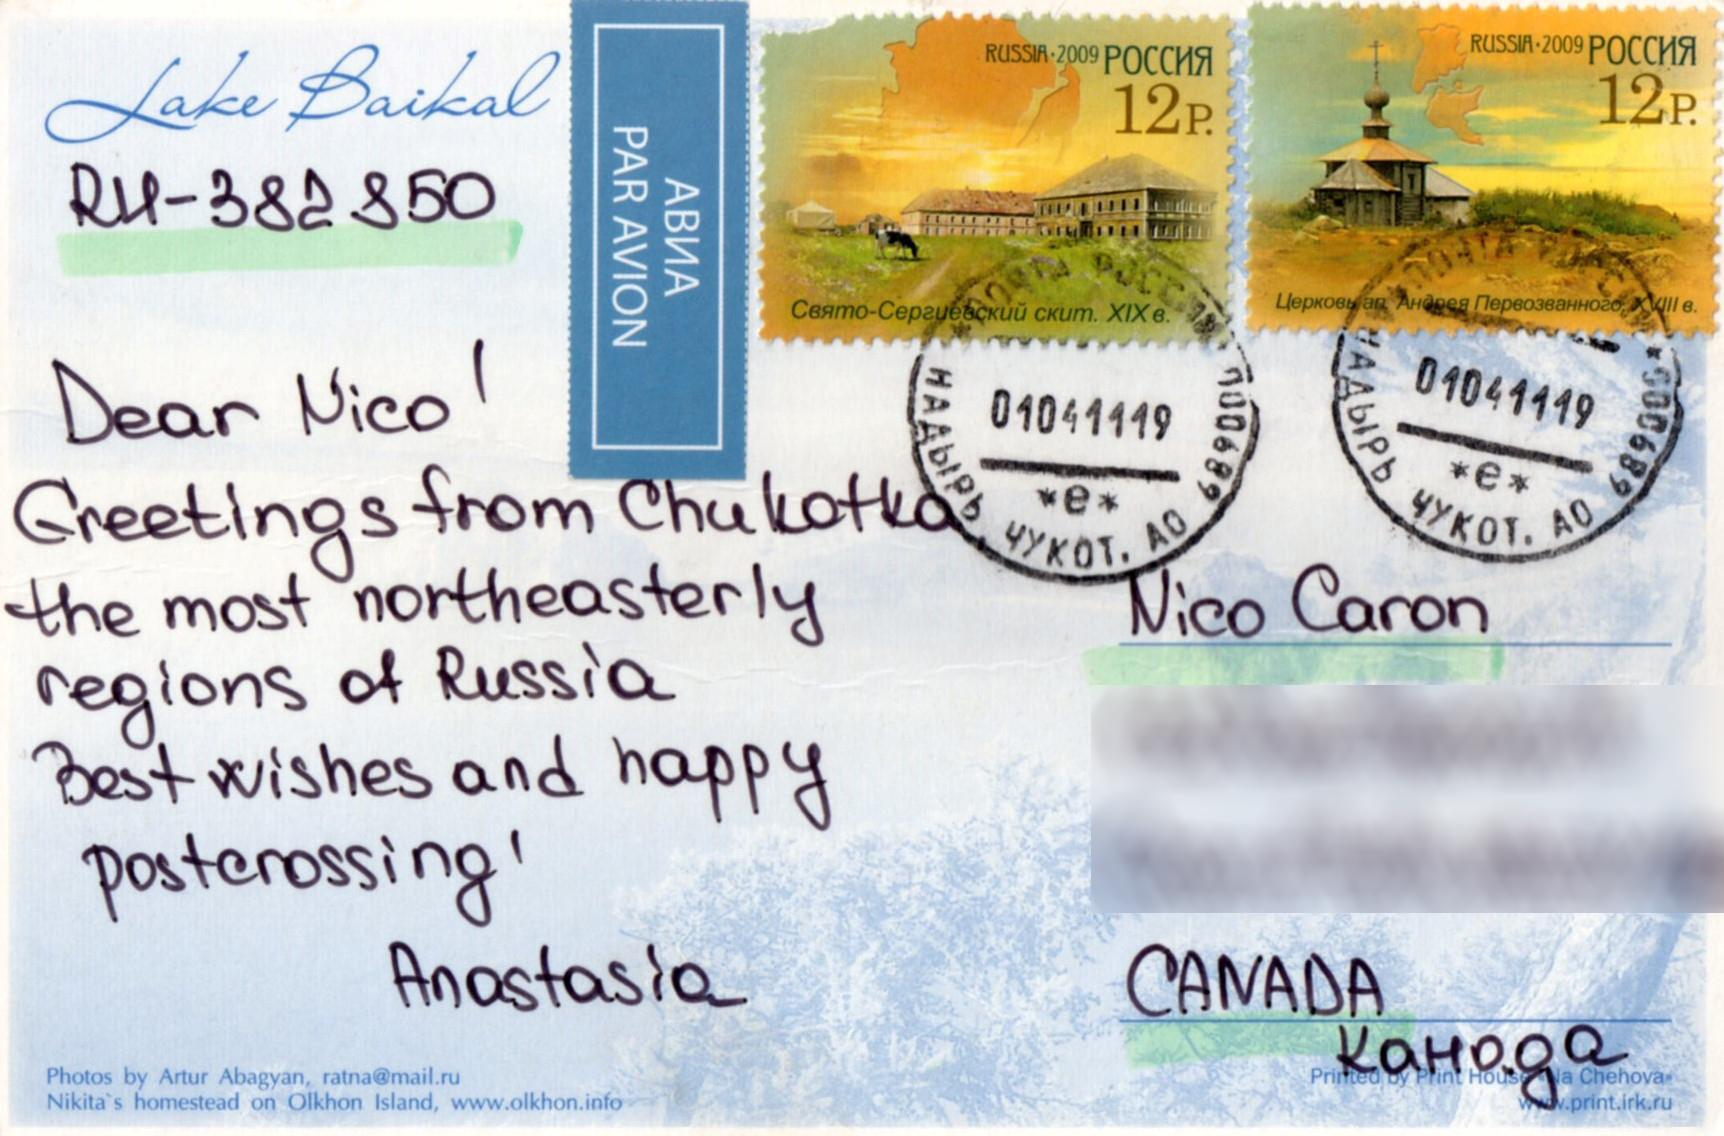 Lake Baikal
RU-382850
АВИА
PAR AVION
RUSSIA·2009 РОССИЯ
12Р.
Свято-Сергиевский скит. XIX в.
RUSSIA·2009 РОССИЯ
12Р.
Церковь ап. Андрея Первозванного, XVIII в.
ПОЧТА РОССИИ
01041119
*е*
АНАДЫРЬ ЧУКОТ. АО 689000
ПОЧТА РОССИИ
01041119
*е*
АНАДЫРЬ ЧУКОТ. АО 689000
Dear Nico!
Greetings from Chukotka
the most northeasterly
regions of Russia
Best wishes and happy
postcrossing!
Anastasia
Nico Caron
CANADA
Канада
Photos by Artur Abagyan, ratna@mail.ru
Nikita`s homestead on Olkhon Island, www.olkhon.info
Printed by Print House «Na Chehova»
www.print.irk.ru